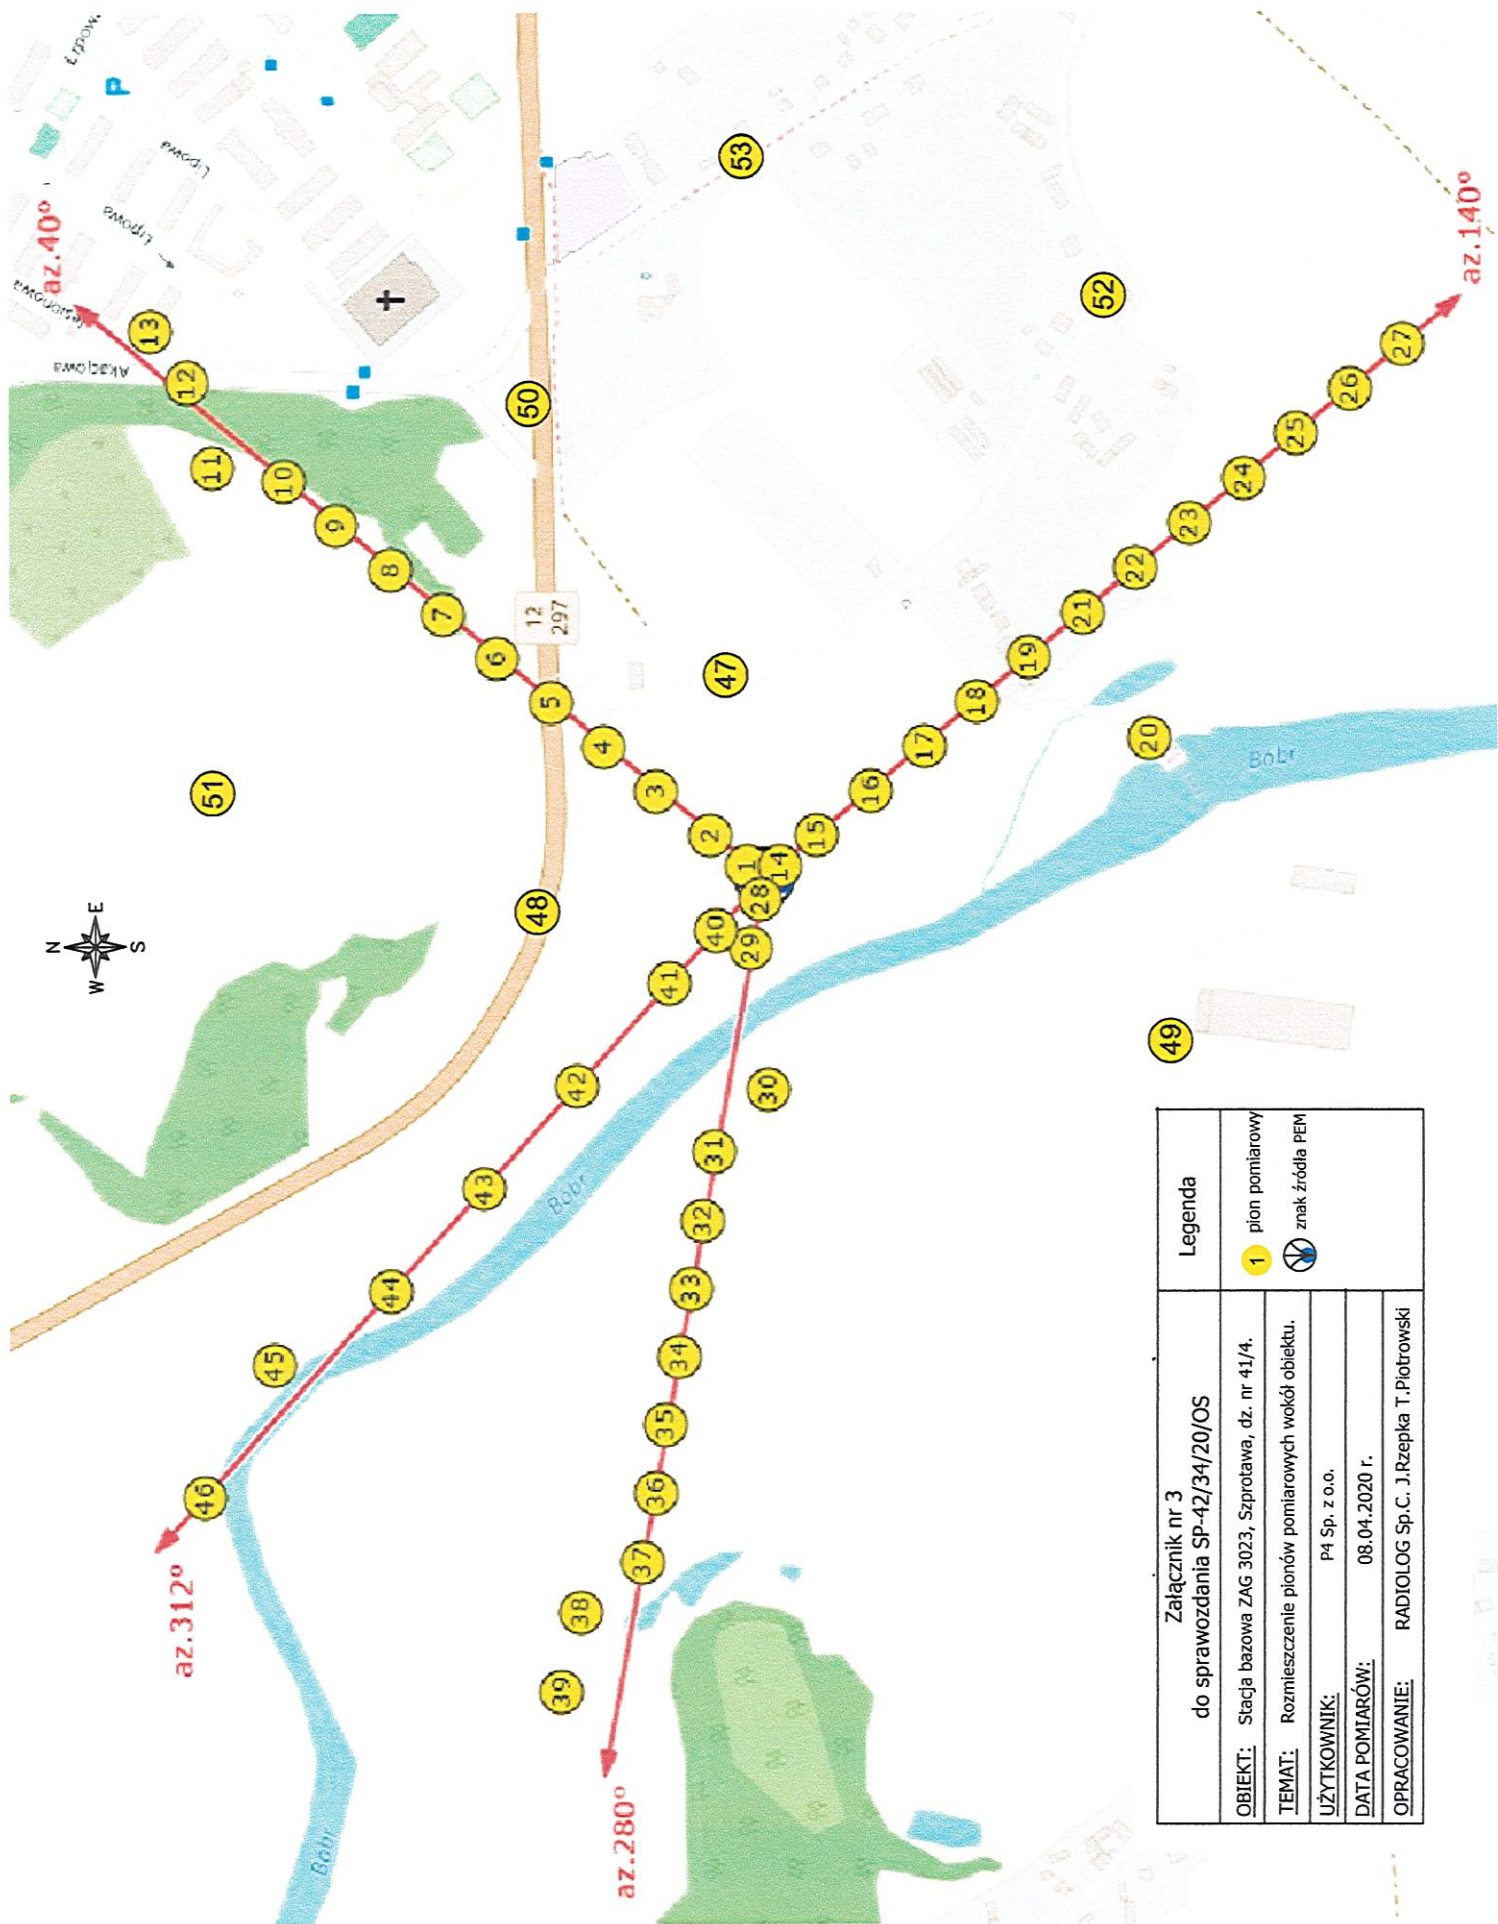 az.40°
Lipowa
Lipowa
Lipowa
Jesionowa
Akacjowa
P
N
W E
S
12
297
Bóbr
Bóbr
Bóbr
az.312°
az.280°
az.140°
1
2
3
4
5
6
7
8
9
10
11
12
13
14
15
16
17
18
19
20
21
22
23
24
25
26
27
28
29
30
31
32
33
34
35
36
37
38
39
40
41
42
43
44
45
46
47
48
49
50
51
52
53
Załącznik nr 3
do sprawozdania SP-42/34/20/OS
OBIEKT: Stacja bazowa ZAG 3023, Szprotawa, dz. nr 41/4.
TEMAT: Rozmieszczenie pionów pomiarowych wokół obiektu.
UŻYTKOWNIK: P4 Sp. z o.o.
DATA POMIARÓW: 08.04.2020 r.
OPRACOWANIE: RADIOLOG Sp.C. J.Rzepka T.Piotrowski
Legenda
1 pion pomiarowy
znak źródła PEM